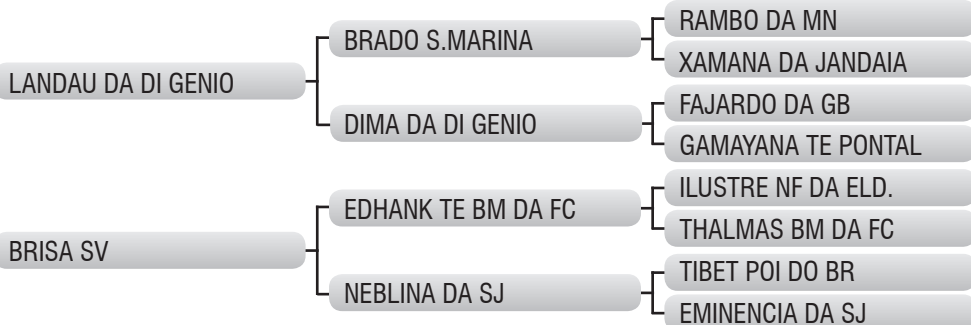 RAMBO DA MN
BRADO S.MARINA
XAMANA DA JANDAIA
LANDAU DA DI GENIO
FAJARDO DA GB
DIMA DA DI GENIO
GAMAYANA TE PONTAL
ILUSTRE NF DA ELD.
EDHANK TE BM DA FC
THALMAS BM DA FC
BRISA SV
TIBET POI DO BR
NEBLINA DA SJ
EMINENCIA DA SJ